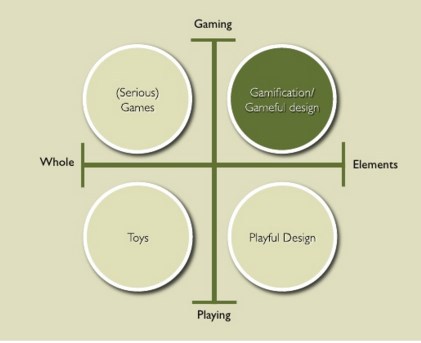 Gaming
(Serious)
Games
Gamification/
Gameful design
Whole
Elements
Toys
Playful Design
Playing